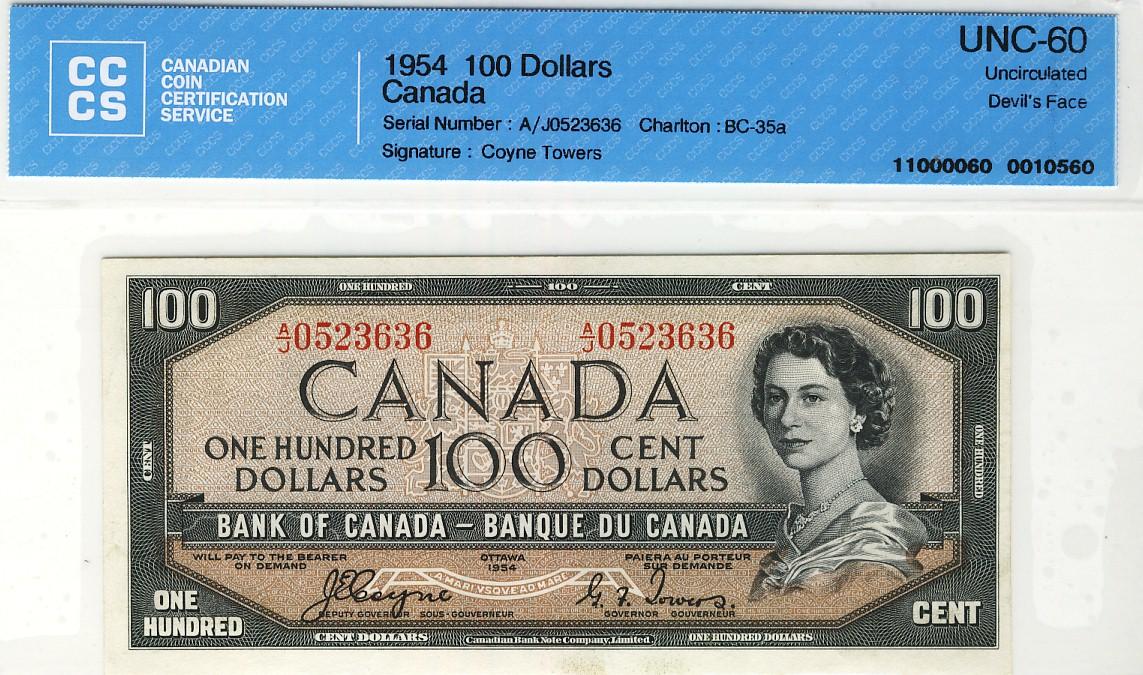 CC
CS
CANADIAN
COIN
CERTIFICATION
SERVICE
1954 100 Dollars
Canada
Serial Number : A/J0523636 Charlton : BC-35a
Signature : Coyne Towers
UNC-60
Uncirculated
Devil's Face
11000060 0010560
ONE HUNDRED 100 CENT
100 100
A/J0523636 A/J0523636
CANADA
ONE HUNDRED DOLLARS 100 CENT DOLLARS
CENT
ONE HUNDRED
BANK OF CANADA – BANQUE DU CANADA
WILL PAY TO THE BEARER
ON DEMAND
OTTAWA
1954
PAIERA AU PORTEUR
SUR DEMANDE
A MARI USQUE AD MARE
J E Coyne
DEPUTY GOVERNOR SOUS-GOUVERNEUR
G. F. Towers.
GOVERNOR GOUVERNEUR
ONE
HUNDRED
CENT
CENT DOLLARS Canadian Bank Note Company, Limited ONE HUNDRED DOLLARS